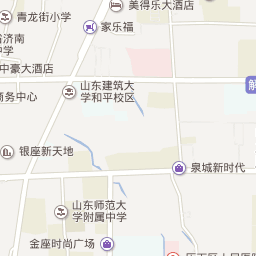 美得乐大酒店
青龙街小学
家乐福
省济南
中豪大酒店
商务中心
山东建筑大
学和平校区
解
银座新天地
泉城新时代
山东师范大
学附属中学
金座时尚广场